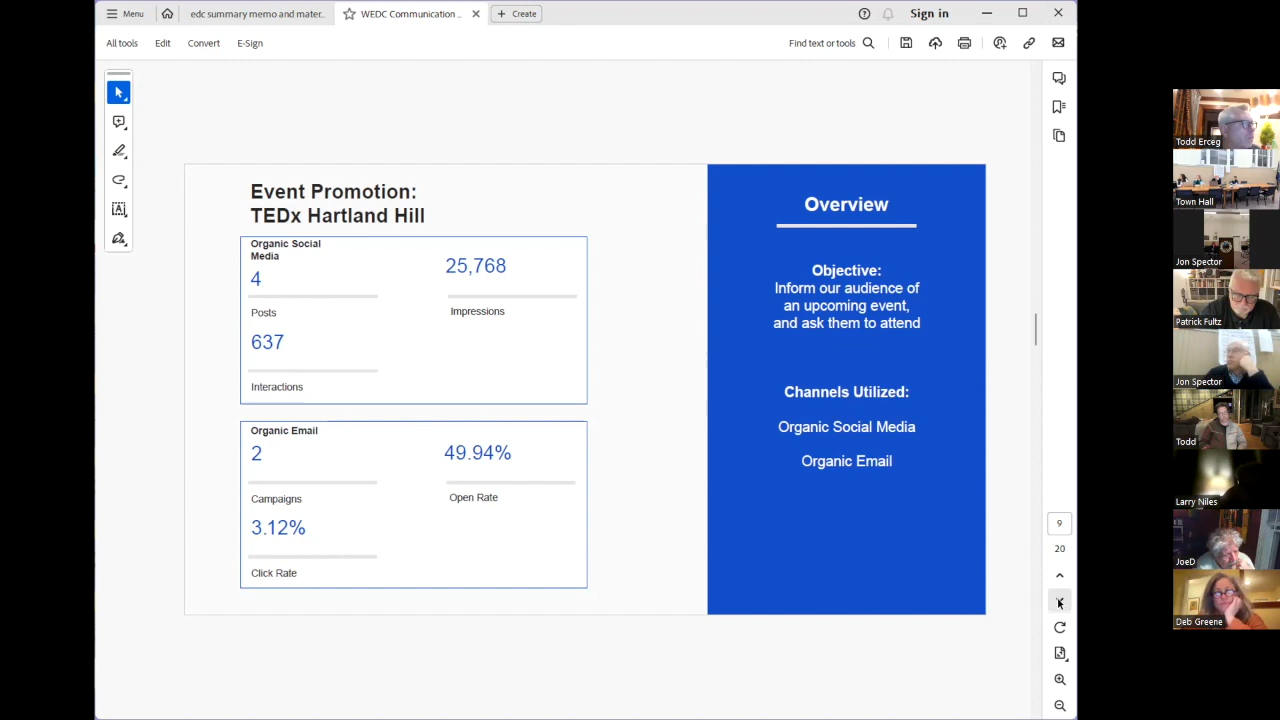 Menu
edc summary memo and mater...
WEDC Communication ..
Create
Sign in
All tools
Edit
Convert
E-Sign
Find text or tools
Event Promotion:
TEDx Hartland Hill
Organic Social
Media
4
25,768
Posts
Impressions
637
Interactions
Organic Email
2
49.94%
Campaigns
Open Rate
3.12%
Click Rate
Overview
Objective:
Inform our audience of
an upcoming event,
and ask them to attend
Channels Utilized:
Organic Social Media
Organic Email
9
20
Todd Erceg
Town Hall
Jon Spector
Patrick Fultz
Jon Spector
Todd
Larry Niles
JoeD
Deb Greene